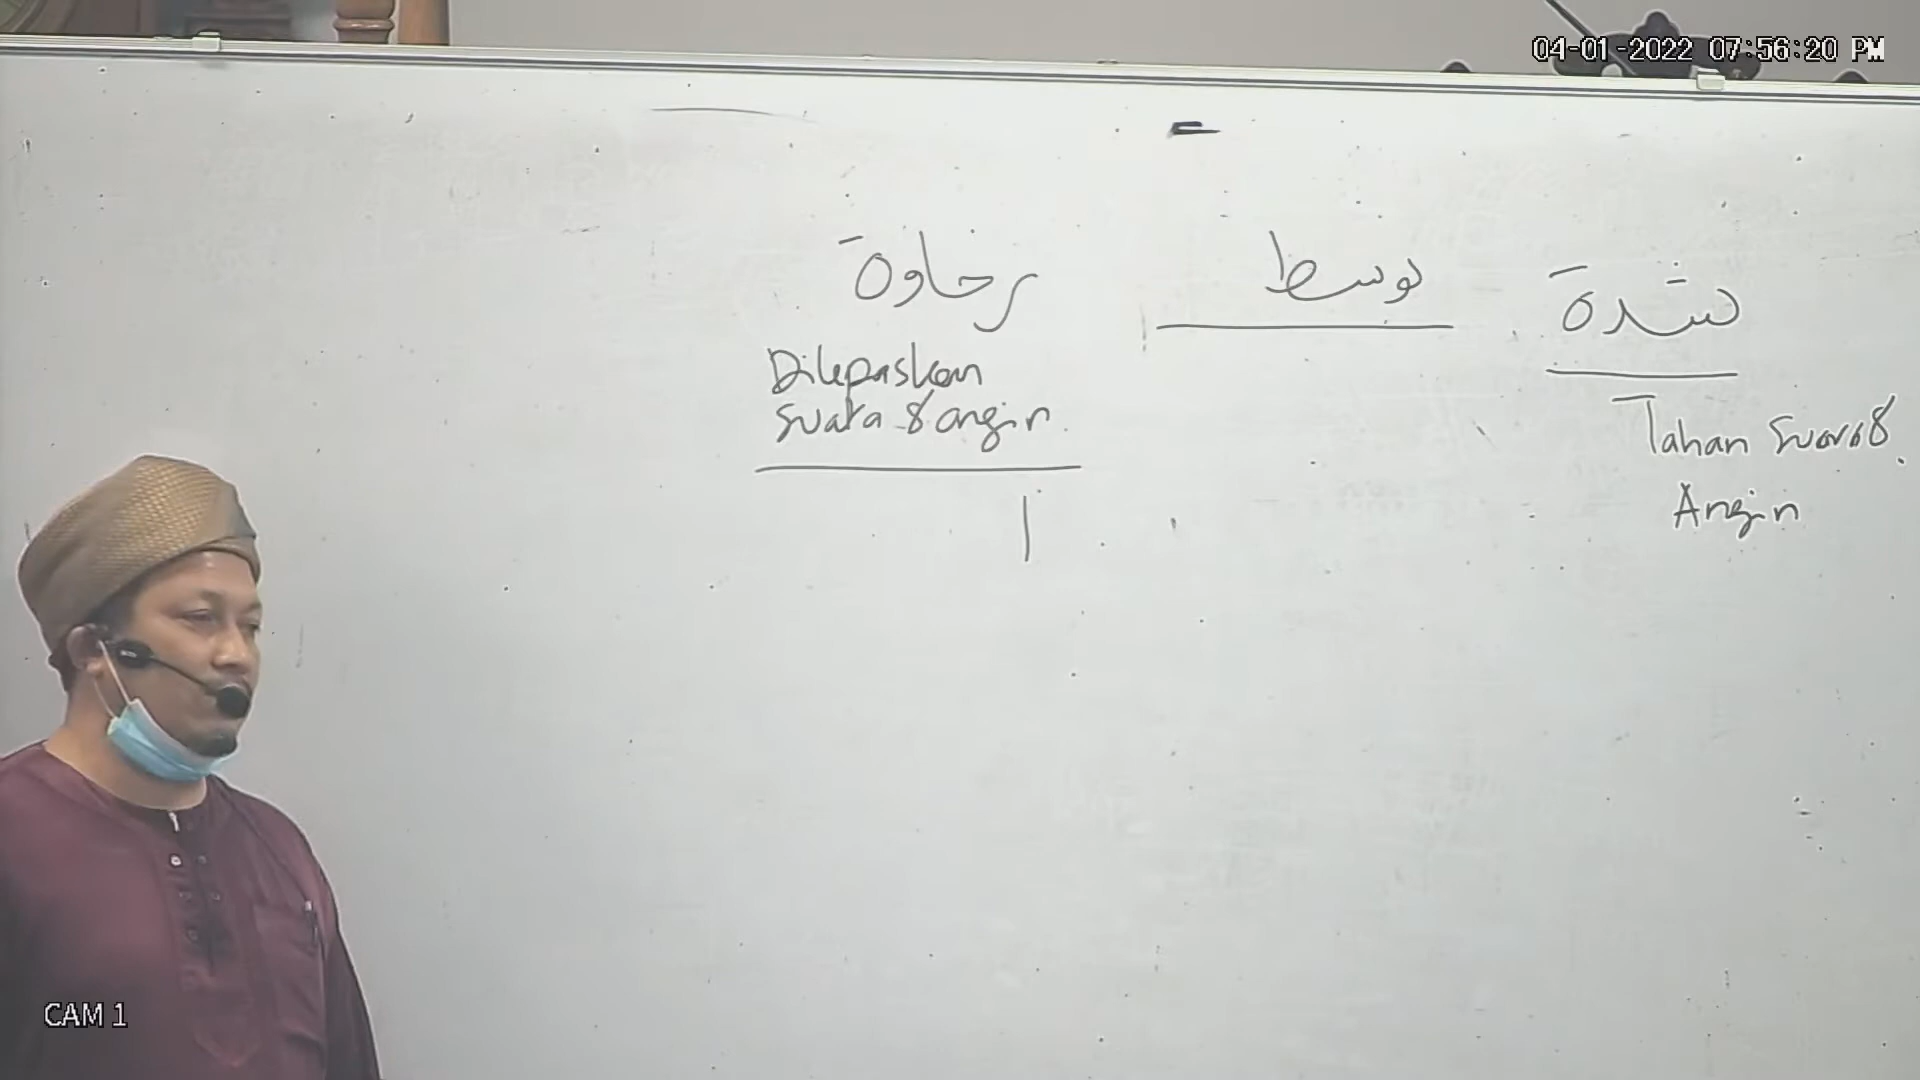 04-01-2022 07:56:20 PM
شدة
توسط
رخاوة
Tahan Suara &
Angin
Dilepaskan
suara & angin.
CAM 1